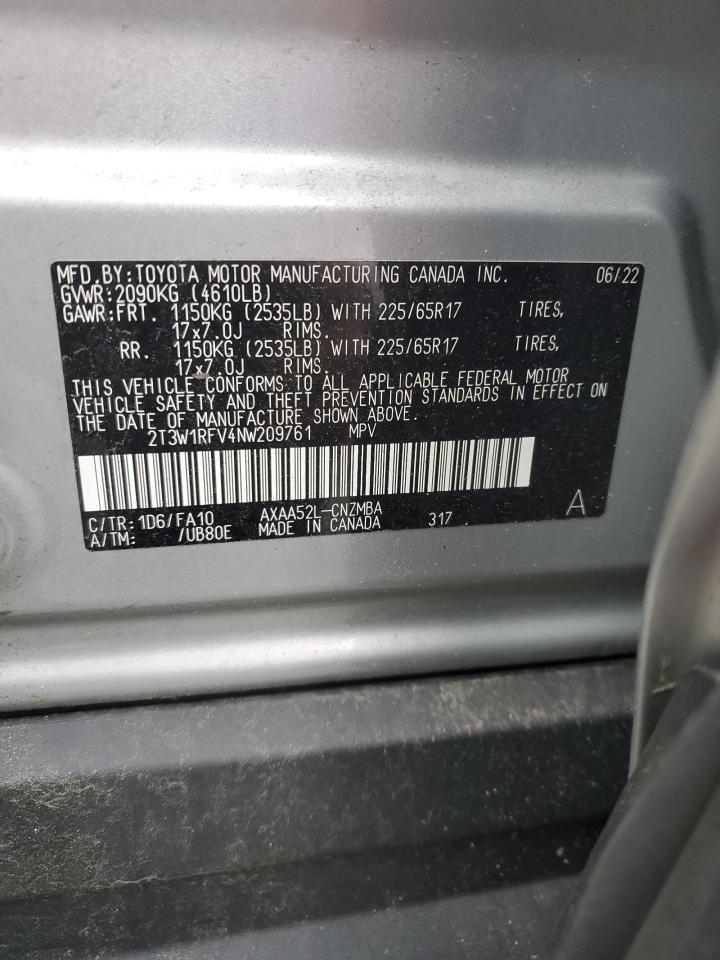 MFD.BY:TOYOTA MOTOR MANUFACTURING CANADA INC. 06/22
GVWR:2090KG (4610LB)
GAWR:FRT. 1150KG (2535LB) WITH 225/65R17 TIRES,
17x7.0J RIMS.
RR. 1150KG (2535LB) WITH 225/65R17 TIRES,
17x7.0J RIMS.
THIS VEHICLE CONFORMS TO ALL APPLICABLE FEDERAL MOTOR
VEHICLE SAFETY AND THEFT PREVENTION STANDARDS IN EFFECT ON
THE DATE OF MANUFACTURE SHOWN ABOVE.
2T3W1RFV4NW209761 MPV
C/TR:1D6/FA10 AXAA52L-CNZMBA
A/TM: /UB80E MADE IN CANADA 317 A